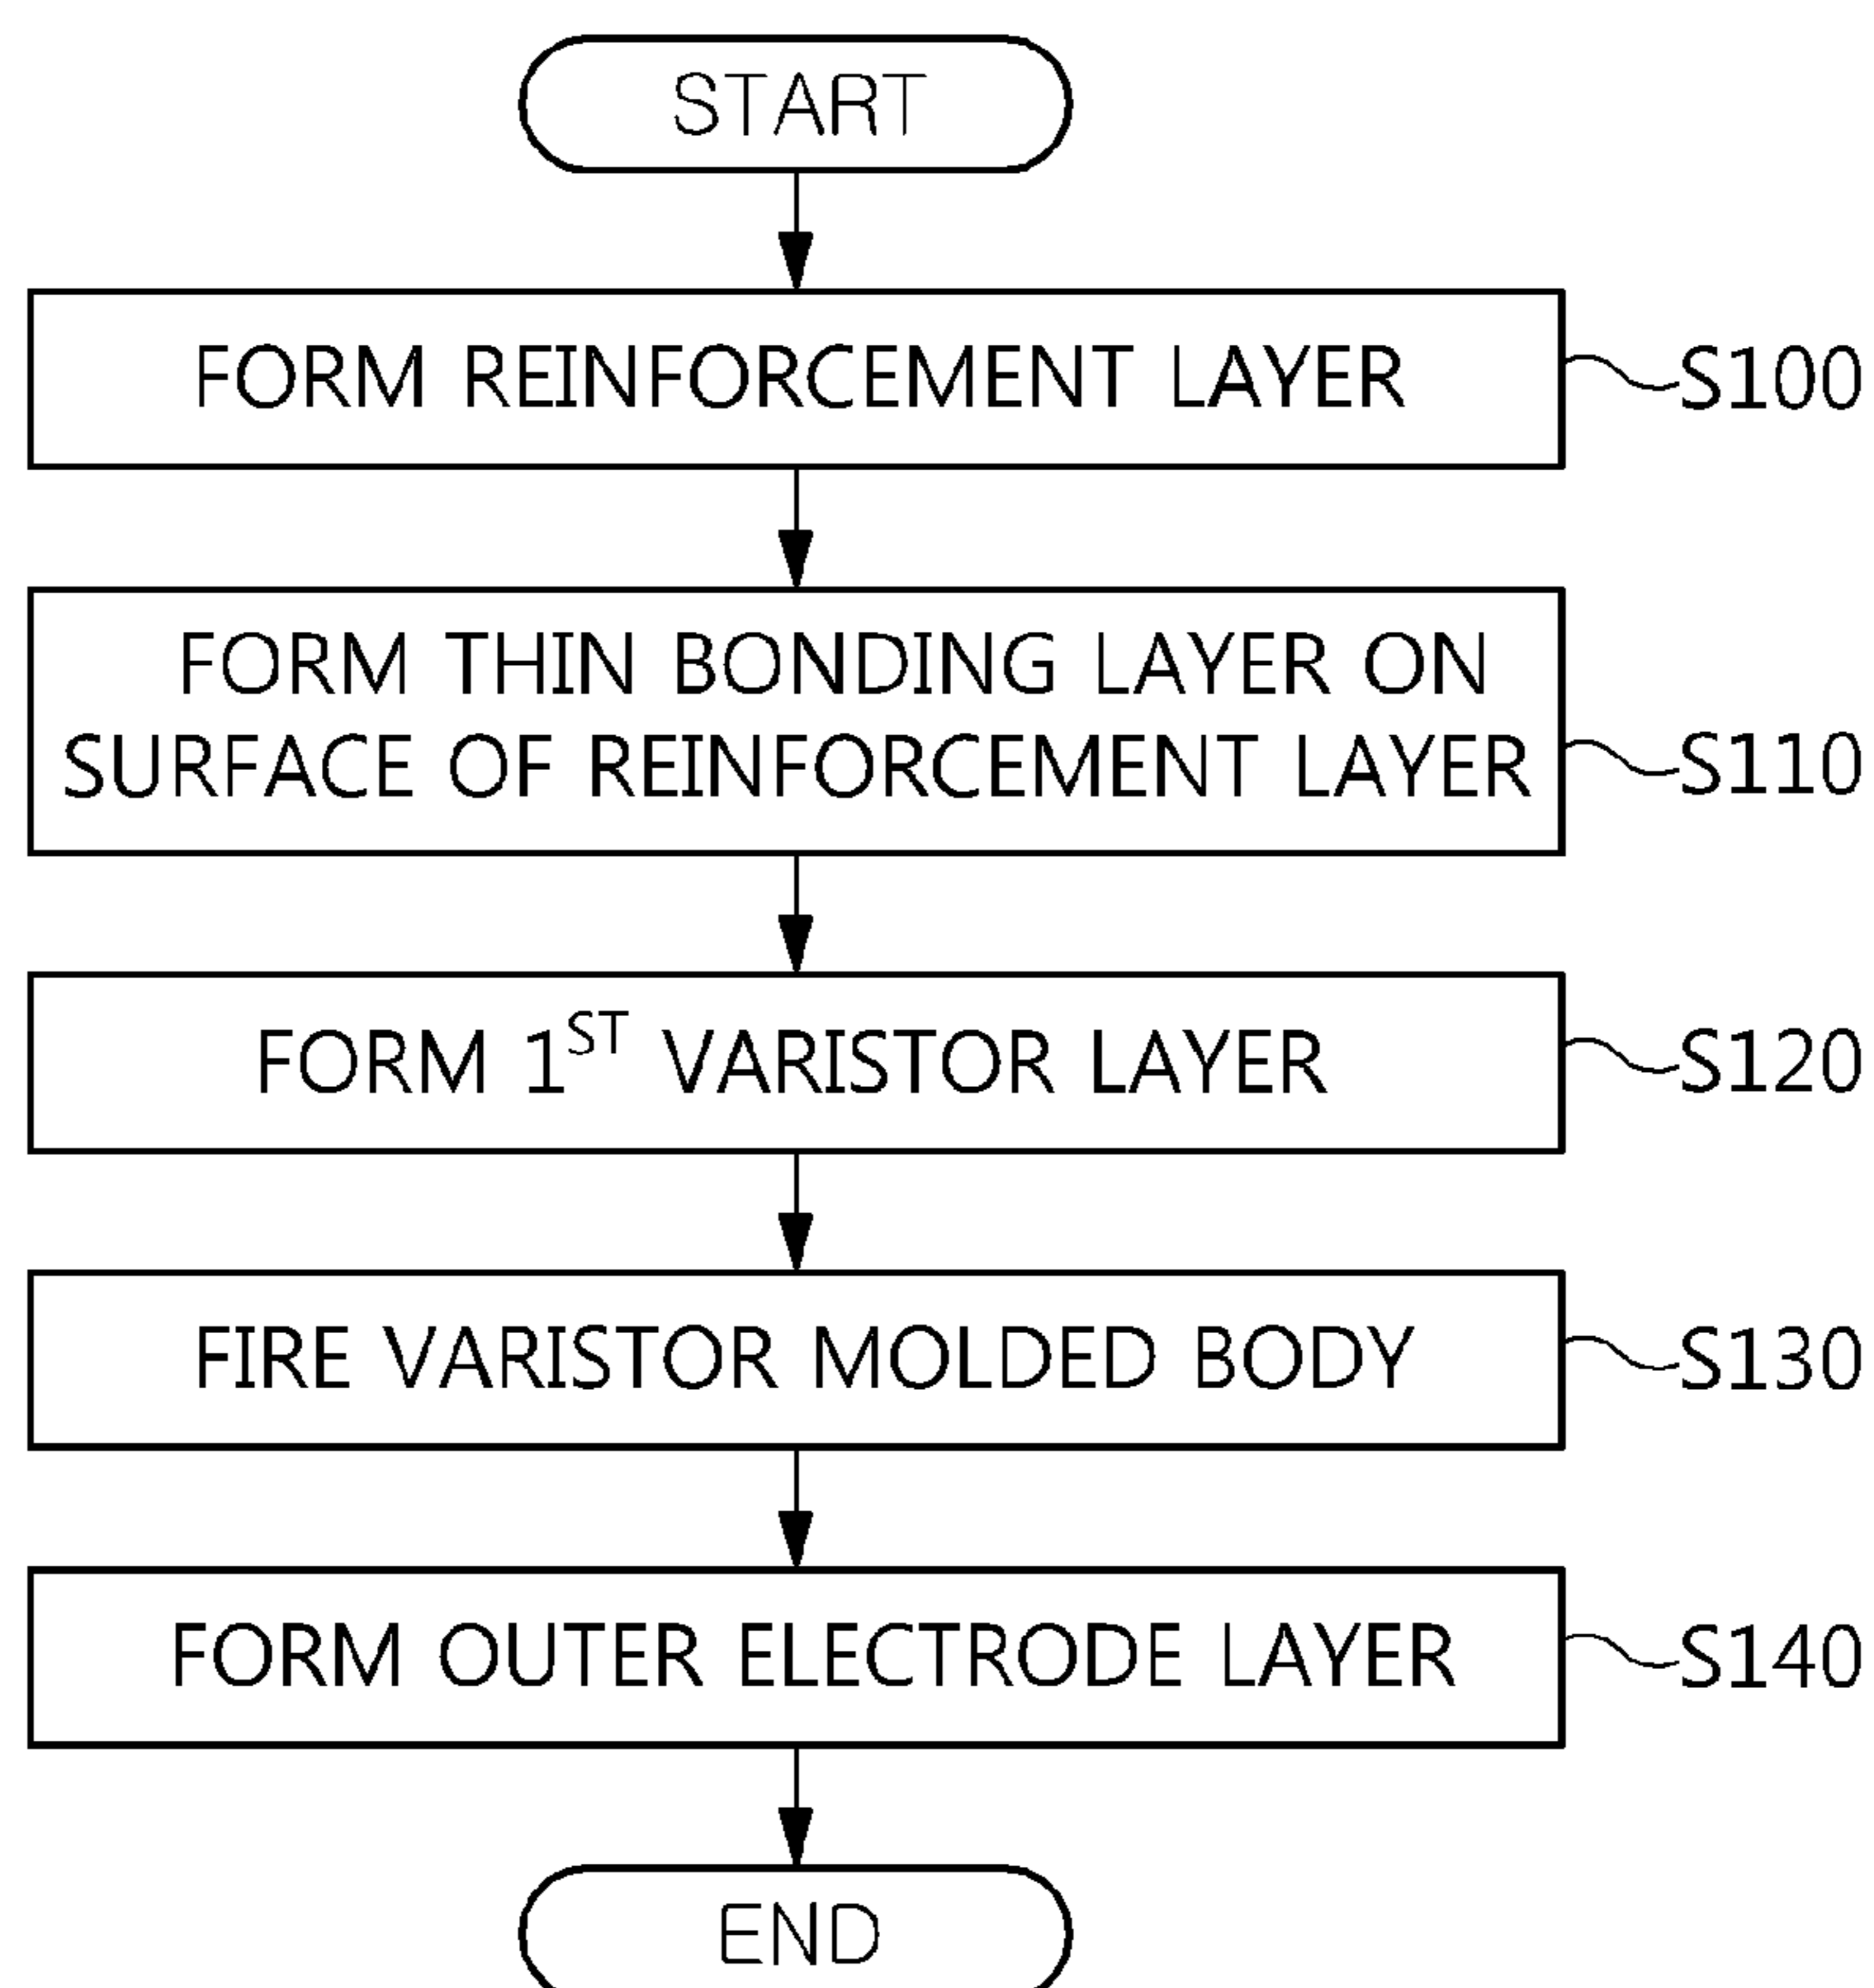 START
FORM REINFORCEMENT LAYER
S100
FORM THIN BONDING LAYER ON
SURFACE OF REINFORCEMENT LAYER
S110
FORM 1ST VARISTOR LAYER
S120
FIRE VARISTOR MOLDED BODY
S130
FORM OUTER ELECTRODE LAYER
S140
END